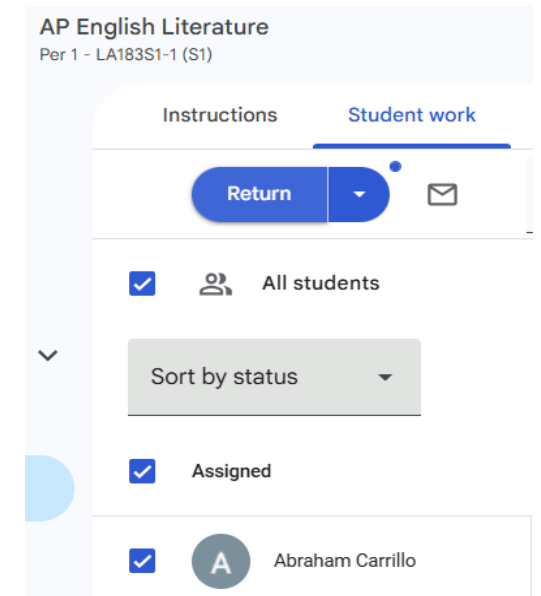 AP English Literature
Per 1 - LA183S1-1 (S1)
Instructions Student work
Return
All students
Sort by status
Assigned
A Abraham Carrillo